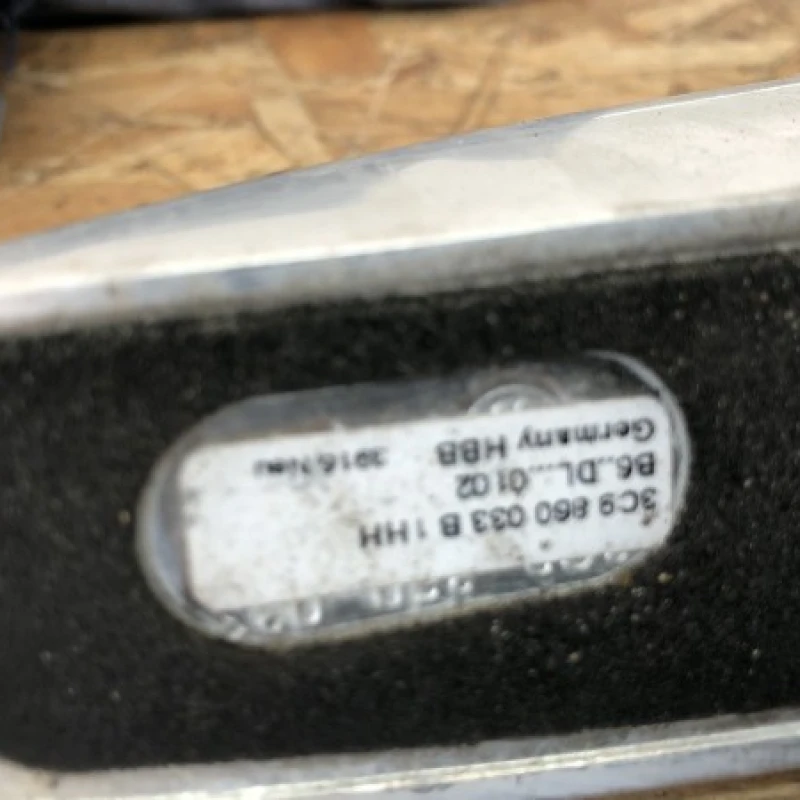 3C9 860 033 B 1HH
B6..DL....01 02
Germany HBB